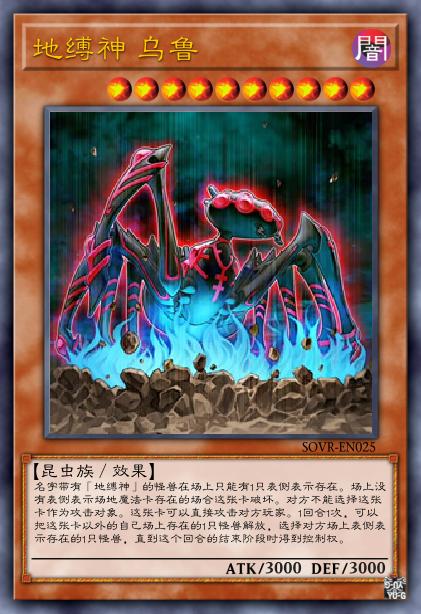 地缚神 乌鲁
闇
SOVR-EN025
【昆虫族／效果】
名字带有「地缚神」的怪兽在场上只能有1只表侧表示存在。场上没
有表侧表示场地魔法卡存在的场合这张卡破坏。对方不能选择这张
卡作为攻击对象。这张卡可以直接攻击对方玩家。1回合1次，可以
把这张卡以外的自己场上存在的1只怪兽解放，选择对方场上表侧表
示存在的1只怪兽，直到这个回合的结束阶段时得到控制权。
ATK/3000 DEF/3000